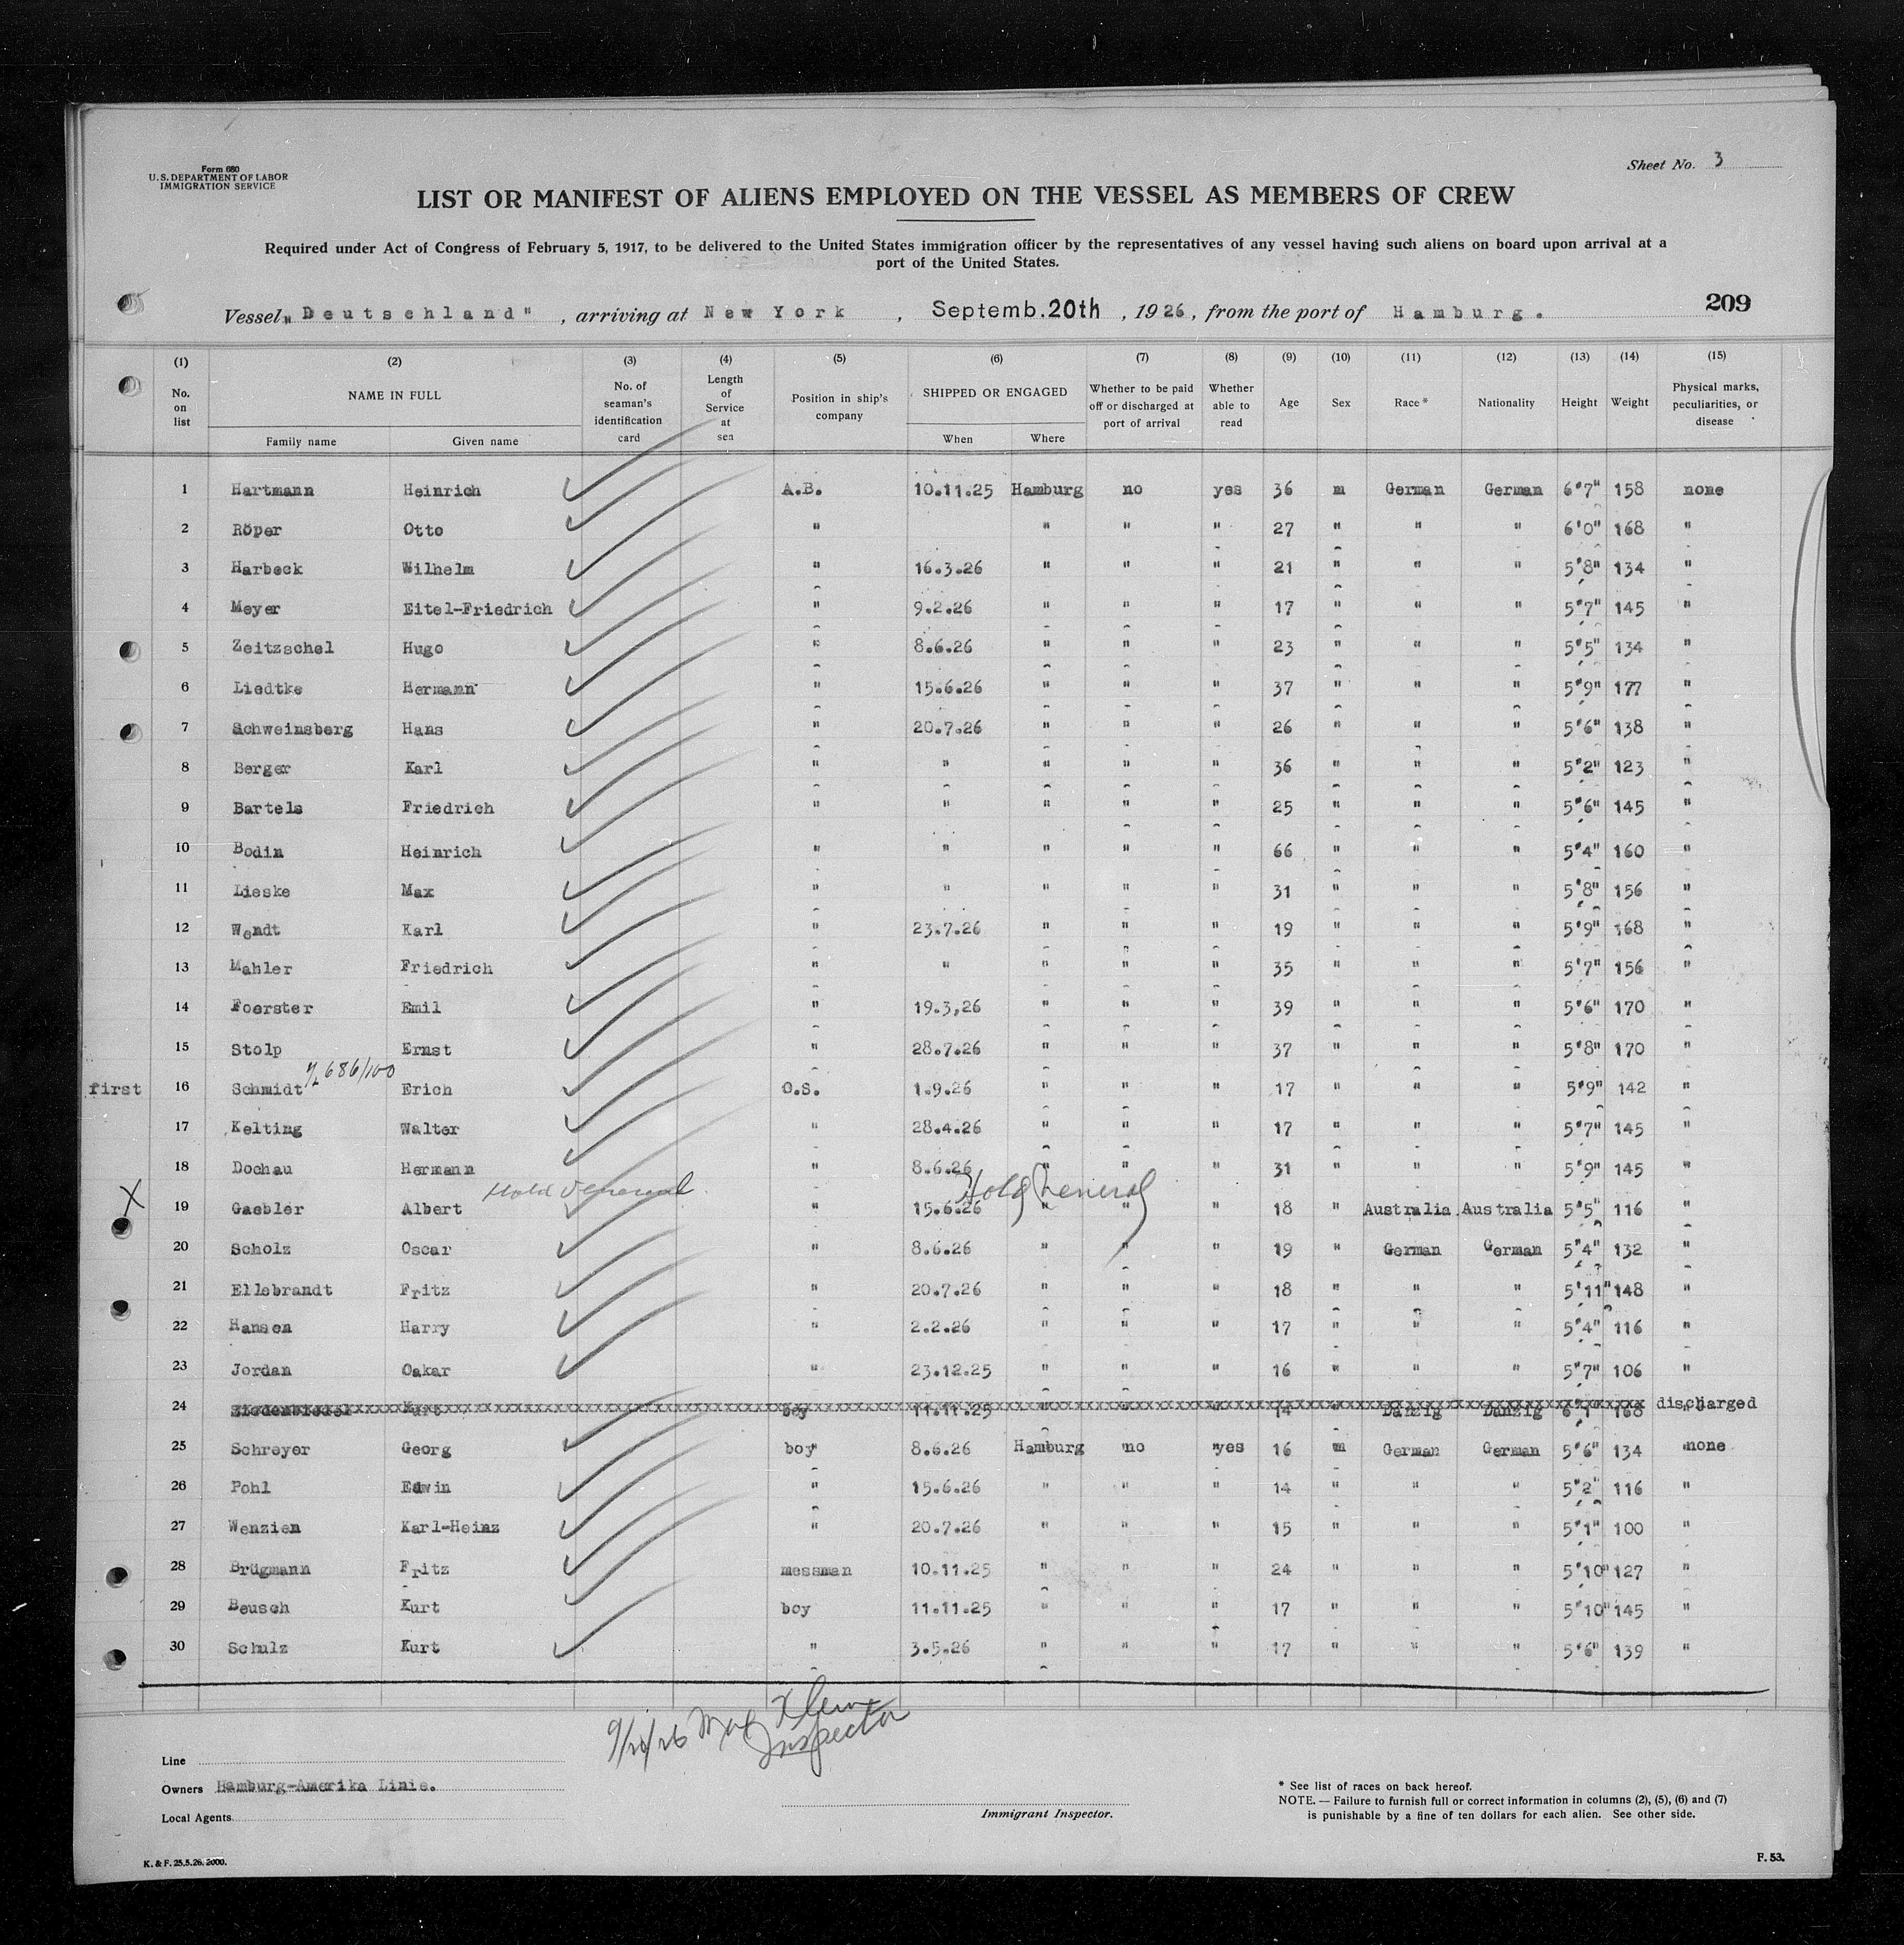 Form 680
U.S. DEPARTMENT OF LABOR
IMMIGRATION SERVICE
Sheet No. 3
LIST OR MANIFEST OF ALIENS EMPLOYED ON THE VESSEL AS MEMBERS OF CREW
Required under Act of Congress of February 5, 1917, to be delivered to the United States immigration officer by the representatives of any vessel having such aliens on board upon arrival at a
port of the United States.
Vessel "Deutschland", arriving at New York, Septemb. 20th, 1926, from the port of Hamburg. 209
(1) (2) (3) (4) (5) (6) (7) (8) (9) (10) (11) (12) (13) (14) (15)
No. on list NAME IN FULL Family name Given name No. of seaman's identification card Length of Service at sea Position in ship's company SHIPPED OR ENGAGED When Where Whether to be paid off or discharged at port of arrival Whether able to read Age Sex Race * Nationality Height Weight Physical marks, peculiarities, or disease
1 Hartmann Heinrich A.B. 10.11.25 Hamburg no yes 36 m German German 6'7" 158 none
2 Röper Otto " " " " 27 " " " 6'0" 168 "
3 Harbeck Wilhelm " 16.3.26 " " " 21 " " " 5'8" 134 "
4 Meyer Eitel-Friedrich " 9.2.26 " " " 17 " " " 5'7" 145 "
5 Zeitzschel Hugo " 8.6.26 " " " 23 " " " 5'5" 134 "
6 Liedtke Hermann " 15.6.26 " " " 37 " " " 5'9" 177 "
7 Schweinsberg Hans " 20.7.26 " " " 26 " " " 5'6" 138 "
8 Berger Karl " " " " " 36 " " " 5'2" 123 "
9 Bartels Friedrich " " " " " 25 " " " 5'6" 145 "
10 Bodin Heinrich " " " " " 66 " " " 5'4" 160 "
11 Lieske Max " " " " " 31 " " " 5'8" 156 "
12 Wendt Karl " 23.7.26 " " " 19 " " " 5'9" 168 "
13 Mahler Friedrich " " " " " 35 " " " 5'7" 156 "
14 Foerster Emil " 19.3,26 " " " 39 " " " 5'6" 170 "
15 Stolp Ernst " 28.7.26 " " " 37 " " " 5'8" 170 "
686/100
first 16 Schmidt Erich O.S. 1.9.26 " " " 17 " " " 5'9" 142 "
17 Kelting Walter " 28.4.26 " " " 17 " " " 5'7" 145 "
18 Dochau Hermann " 8.6.26 " " " 31 " " " 5'9" 145 "
Hold General Hold General
X 19 Gaebler Albert " 15.6.26 " " " 18 " Australia Australia 5'5" 116 "
20 Scholz Oscar " 8.6.26 " " " 19 " German German 5'4" 132 "
21 Ellebrandt Fritz " 20.7.26 " " " 18 " " " 5'11" 148 "
22 Hansen Harry " 2.2.26 " " " 17 " " " 5'4" 116 "
23 Jordan Oskar " 23.12.25 " " " 16 " " " 5'7" 106 "
24 Kurt boy 11.11.25 " " " 14 " Danzig Danzig 6'1" 168 " discharged
25 Schreyer Georg boy 8.6.26 Hamburg no yes 16 m German German 5'6" 134 none
26 Pohl Edwin " 15.6.26 " " " 14 " " " 5'2" 116 "
27 Wenzien Karl-Heinz " 20.7.26 " " " 15 " " " 5'1" 100 "
28 Brügmann Fritz messman 10.11.25 " " " 24 " " " 5'10" 127 "
29 Beusch Kurt boy 11.11.25 " " " 17 " " " 5'10" 145 "
30 Schulz Kurt " 3.5.26 " " " 17 " " " 5'6" 139 "
9/20/26 Klein
Inspector
Line
Owners Hamburg-Amerika Linie.
Local Agents
Immigrant Inspector.
* See list of races on back hereof.
NOTE. — Failure to furnish full or correct information in columns (2), (5), (6) and (7)
is punishable by a fine of ten dollars for each alien. See other side.
K. & F. 25.5.26. 2000.
F. 53.